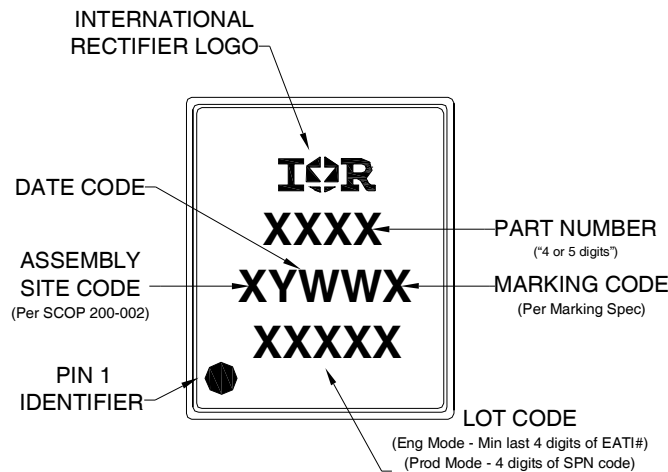 INTERNATIONAL
RECTIFIER LOGO
IOR
DATE CODE
XXXX
PART NUMBER
(“4 or 5 digits”)
ASSEMBLY
SITE CODE
(Per SCOP 200-002)
XYWWX
MARKING CODE
(Per Marking Spec)
XXXXX
PIN 1
IDENTIFIER
LOT CODE
(Eng Mode - Min last 4 digits of EATI#)
(Prod Mode - 4 digits of SPN code)